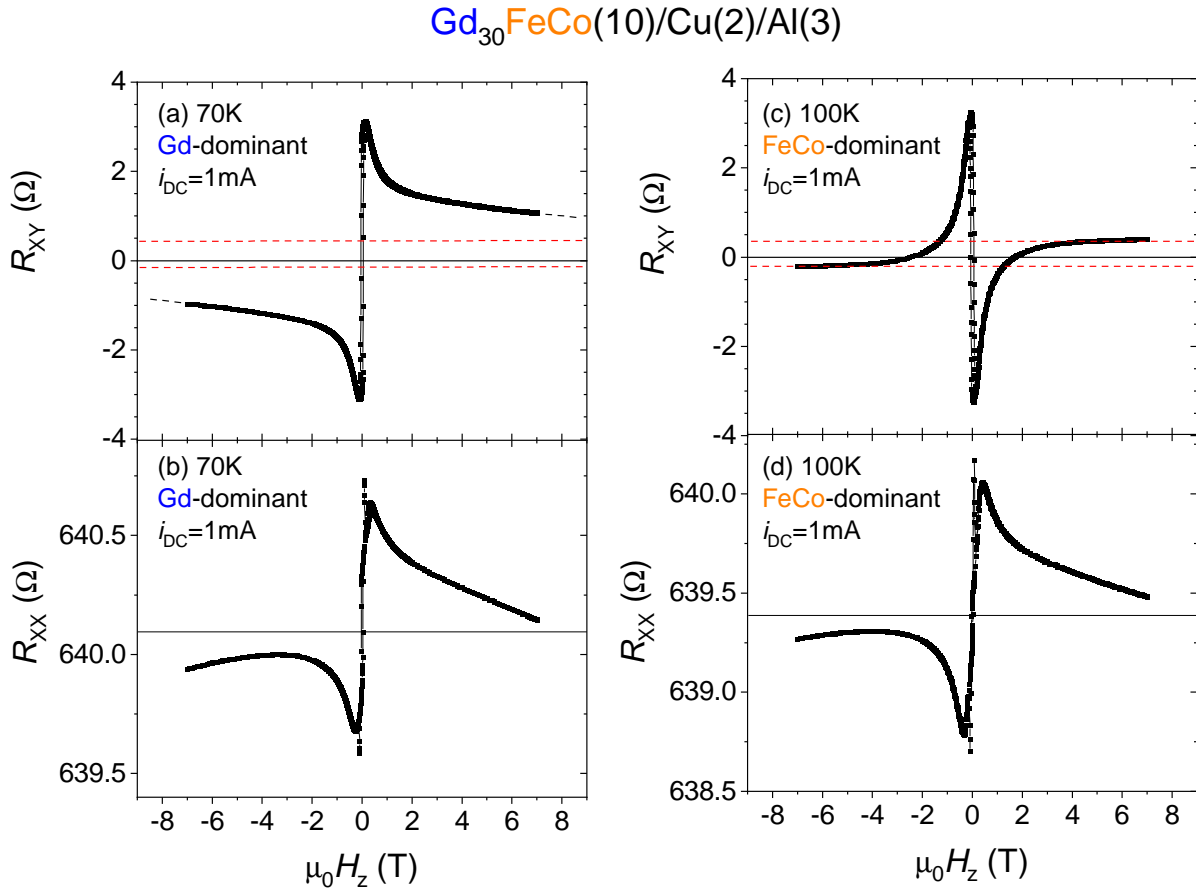 Gd30FeCo(10)/Cu(2)/Al(3)
(a) 70K
Gd-dominant
iDC=1mA
RXY (Ω)
4
2
0
-2
-4
(c) 100K
FeCo-dominant
iDC=1mA
RXY (Ω)
4
2
0
-2
-4
(b) 70K
Gd-dominant
iDC=1mA
RXX (Ω)
640.5
640.0
639.5
-8 -6 -4 -2 0 2 4 6 8
μ0Hz (T)
(d) 100K
FeCo-dominant
iDC=1mA
RXX (Ω)
640.0
639.5
639.0
638.5
-8 -6 -4 -2 0 2 4 6 8
μ0Hz (T)